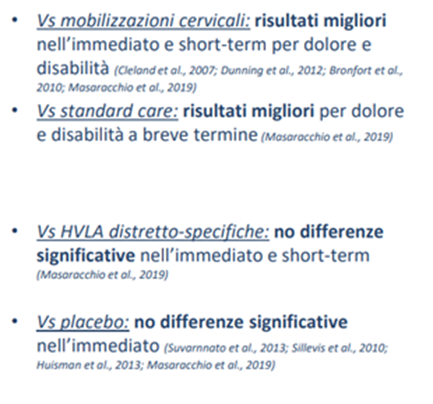 • Vs mobilizzazioni cervicali: risultati migliori
nell'immediato e short-term per dolore e
disabilità (Cleland et al., 2007; Dunning et al., 2012; Bronfort et al.,
2010; Masaracchio et al., 2019)
• Vs standard care: risultati migliori per dolore
e disabilità a breve termine (Masaracchio et al., 2019)
• Vs HVLA distretto-specifiche: no differenze
significative nell'immediato e short-term
(Masaracchio et al., 2019)
• Vs placebo: no differenze significative
nell'immediato (Suvarnnato et al., 2013; Sillevis et al., 2010;
Huisman et al., 2013; Masaracchio et al., 2019)